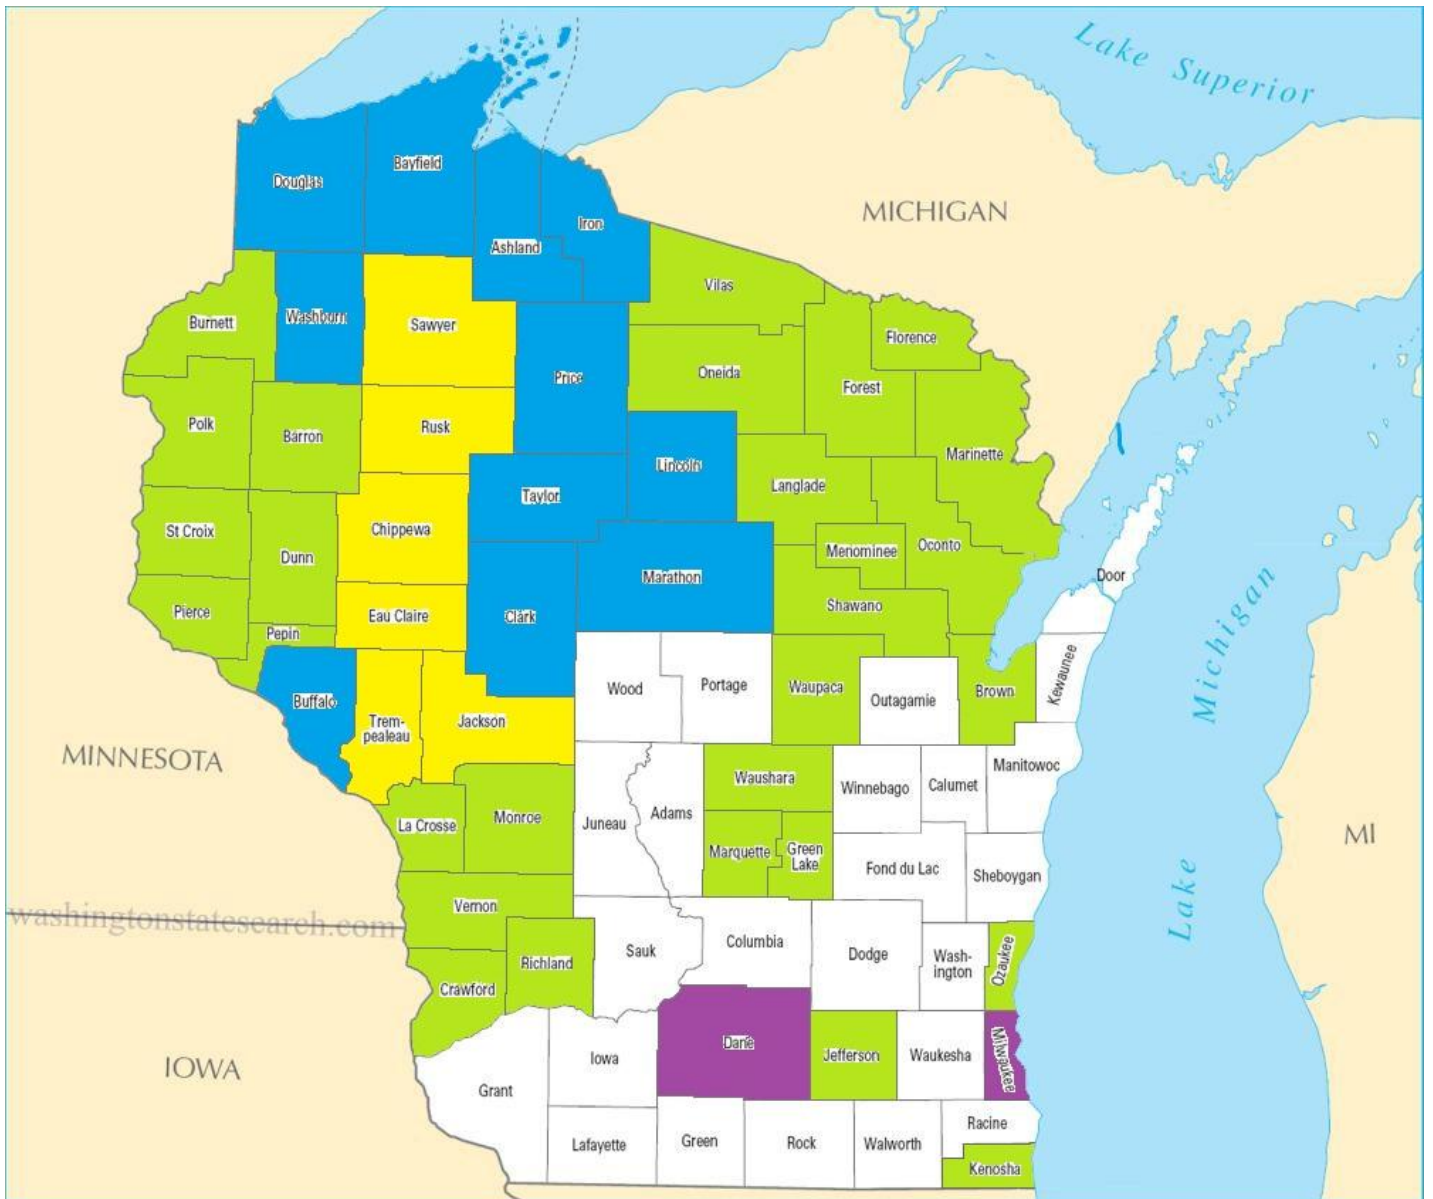 Lake Superior
MICHIGAN
Douglas
Bayfield
Ashland
Iron
Vilas
Burnett
Washburn
Sawyer
Price
Oneida
Florence
Forest
Polk
Barron
Rusk
Lincoln
Marinette
Taylor
Langlade
St Croix
Dunn
Chippewa
Menominee
Oconto
Marathon
Door
Pierce
Pepin
Eau Claire
Clark
Shawano
Buffalo
Trem-
pealeau
Jackson
Wood
Portage
Waupaca
Outagamie
Brown
Kewaunee
Lake Michigan
MINNESOTA
Waushara
Winnebago
Calumet
Manitowoc
La Crosse
Monroe
Juneau
Adams
Marquette
Green
Lake
Fond du Lac
Sheboygan
MI
Vernon
washingtonstatesearch.com
Richland
Sauk
Columbia
Dodge
Wash-
ington
Ozaukee
Crawford
IOWA
Grant
Iowa
Dane
Jefferson
Waukesha
Milwaukee
Lafayette
Green
Rock
Walworth
Racine
Kenosha